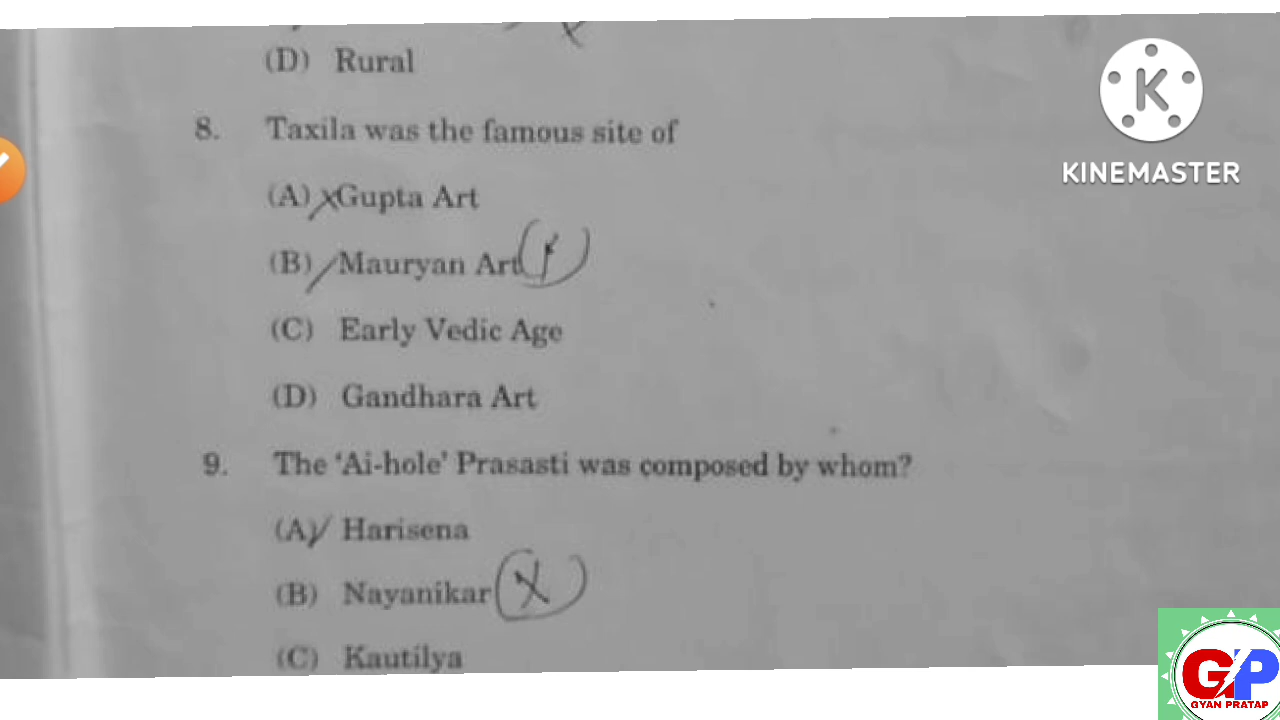 (D) Rural
8. Taxila was the famous site of
(A) Gupta Art
(B) Mauryan Art
(C) Early Vedic Age
(D) Gandhara Art
9. The ‘Ai-hole’ Prasasti was composed by whom?
(A) Harisena
(B) Nayanikar
(C) Kautilya
K
KINEMASTER
GP
GYAN PRATAP